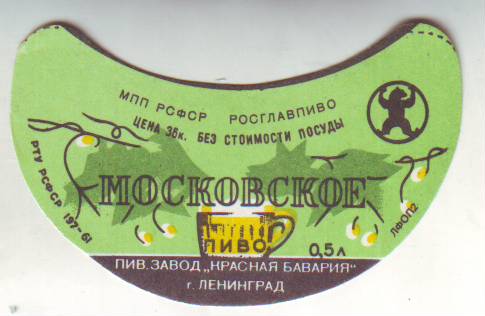 МПП РСФСР РОСГЛАВПИВО
ЦЕНА 36к. БЕЗ СТОИМОСТИ ПОСУДЫ
РТУ РСФСР 197-61
МОСКОВСКОЕ
ПИВО
0,5л
ЛФОП2
ПИВ. ЗАВОД „КРАСНАЯ БАВАРИЯ"
г. ЛЕНИНГРАД